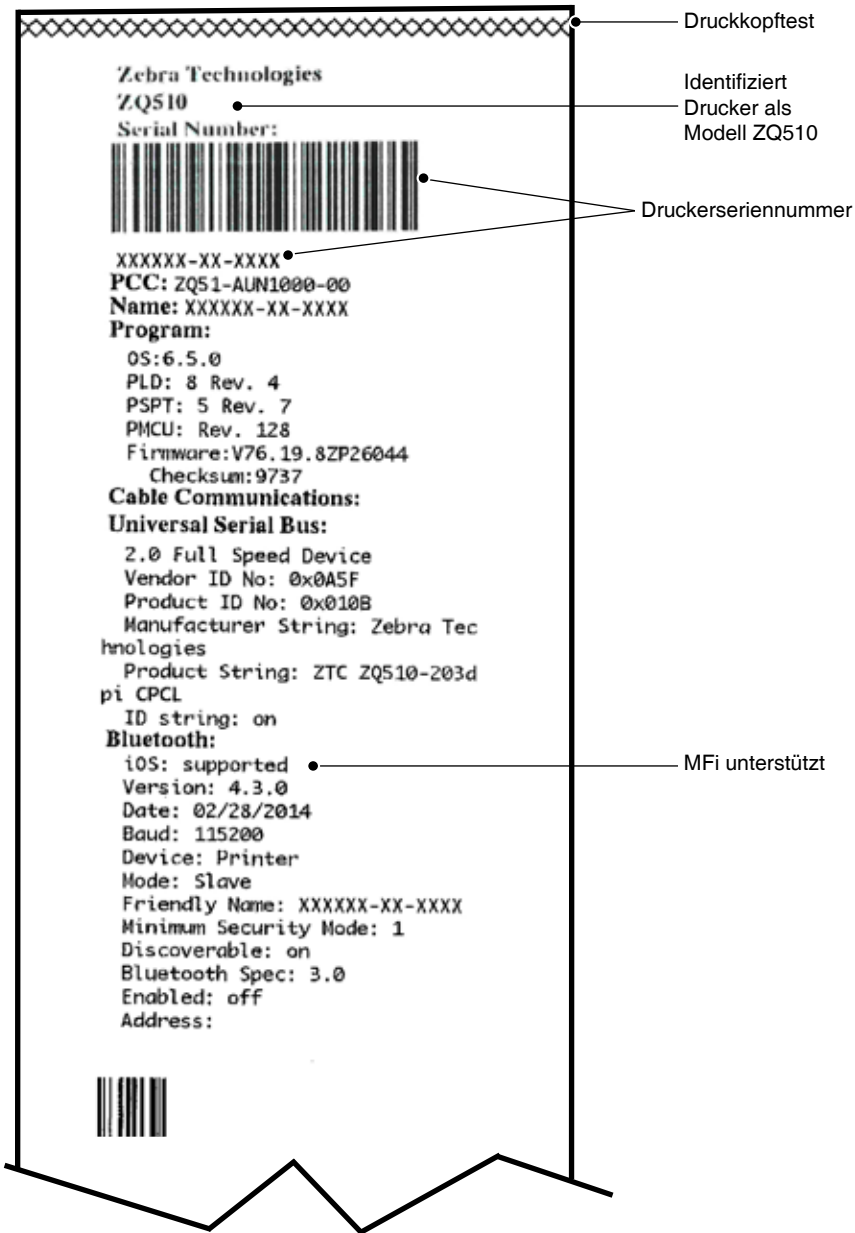 Druckkopftest
Zebra Technologies
ZQ510
Identifiziert
Drucker als
Modell ZQ510
Serial Number:
Druckerseriennummer
XXXXXX-XX-XXXX
PCC: ZQ51-AUN1000-00
Name: XXXXXX-XX-XXXX
Program:
OS:6.5.0
PLD: 8 Rev. 4
PSPT: 5 Rev. 7
PMCU: Rev. 128
Firmware:V76.19.8ZP26044
Checksum:9737
Cable Communications:
Universal Serial Bus:
2.0 Full Speed Device
Vendor ID No: 0x0A5F
Product ID No: 0x010B
Manufacturer String: Zebra Tec
hnologies
Product String: ZTC ZQ510-203d
pi CPCL
ID string: on
Bluetooth:
iOS: supported
MFi unterstützt
Version: 4.3.0
Date: 02/28/2014
Baud: 115200
Device: Printer
Mode: Slave
Friendly Name: XXXXXX-XX-XXXX
Minimum Security Mode: 1
Discoverable: on
Bluetooth Spec: 3.0
Enabled: off
Address: